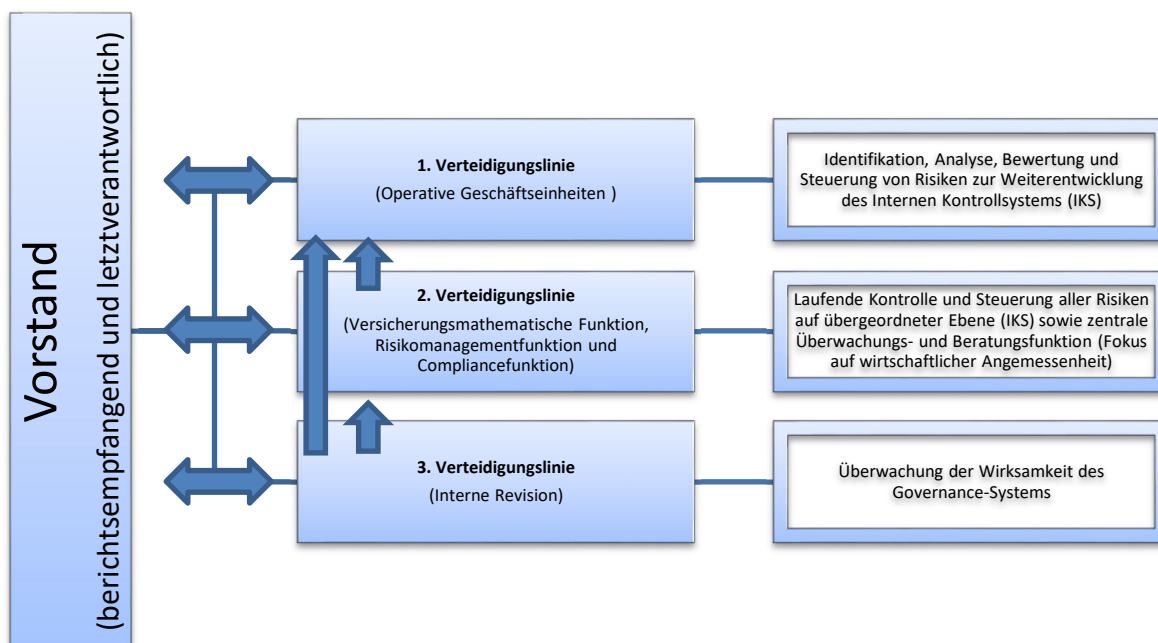 Vorstand
(berichtsempfangend und letztverantwortlich)
1. Verteidigungslinie
(Operative Geschäftseinheiten )
Identifikation, Analyse, Bewertung und
Steuerung von Risiken zur Weiterentwicklung
des Internen Kontrollsystems (IKS)
2. Verteidigungslinie
(Versicherungsmathematische Funktion,
Risikomanagementfunktion und
Compliancefunktion)
Laufende Kontrolle und Steuerung aller Risiken
auf übergeordneter Ebene (IKS) sowie zentrale
Überwachungs- und Beratungsfunktion (Fokus
auf wirtschaftlicher Angemessenheit)
3. Verteidigungslinie
(Interne Revision)
Überwachung der Wirksamkeit des
Governance-Systems